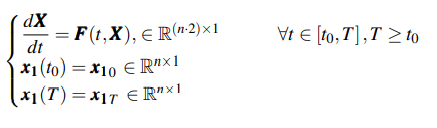 dX/dt = F(t, X), ∈ ℝ^{(n·2)×1}    ∀t ∈ [t₀, T], T ≥ t₀
x₁(t₀) = x₁₀ ∈ ℝ^{n×1}
x₁(T) = x₁T ∈ ℝ^{n×1}